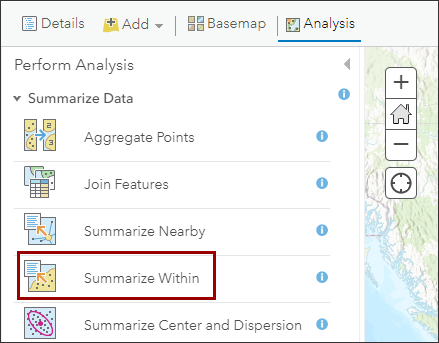 Details Add Basemap Analysis
Perform Analysis
Summarize Data
Aggregate Points
Join Features
Summarize Nearby
Summarize Within
Summarize Center and Dispersion